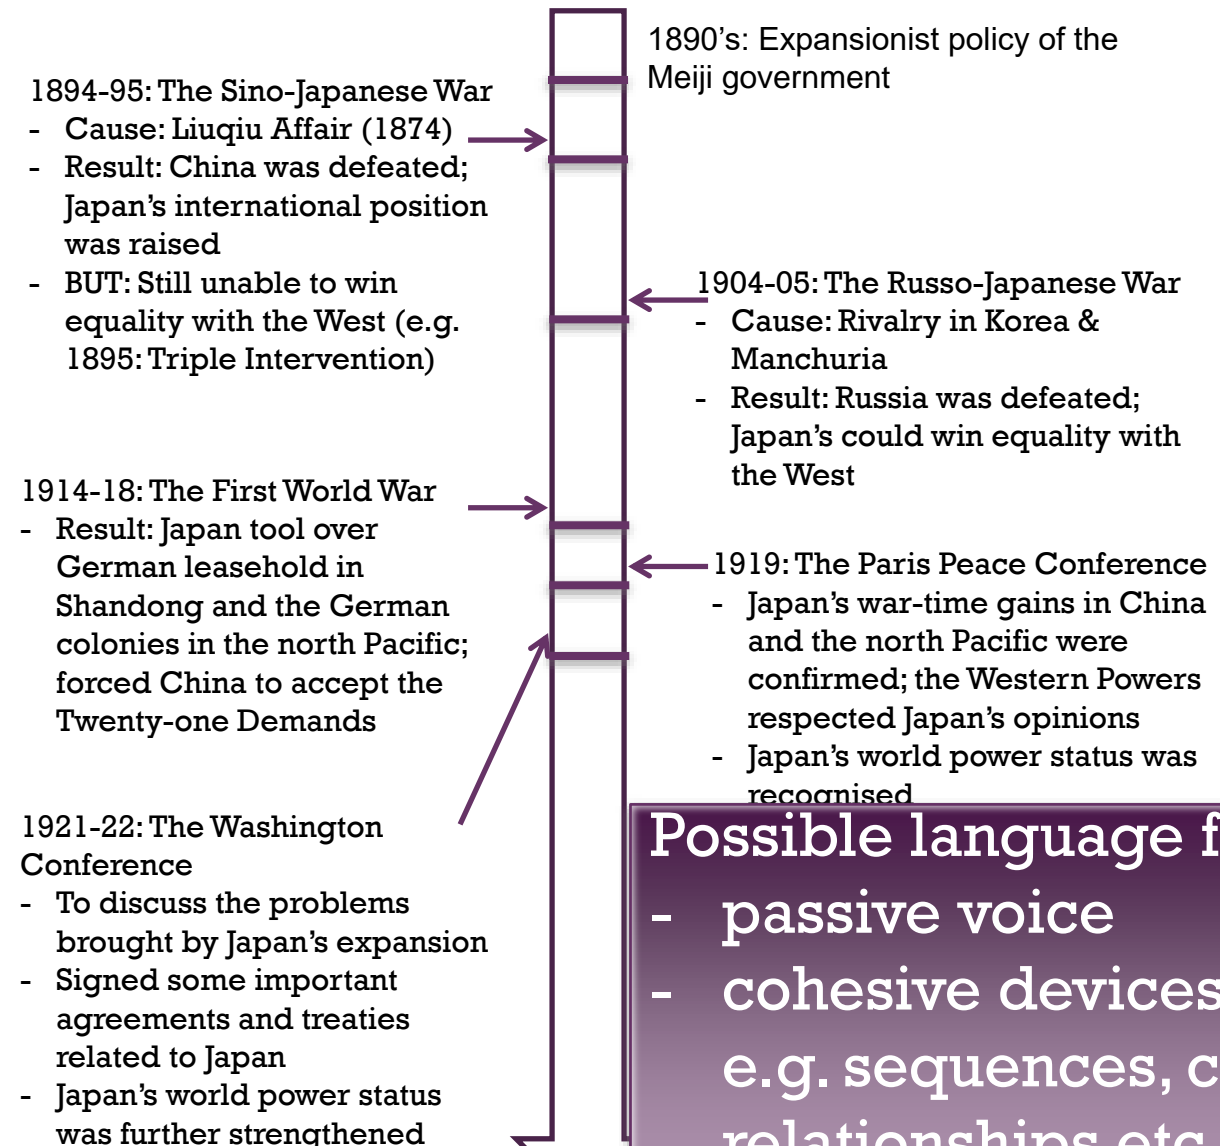 1890's: Expansionist policy of the
Meiji government
1894-95: The Sino-Japanese War
- Cause: Liuqiu Affair (1874)
- Result: China was defeated;
Japan's international position
was raised
- BUT: Still unable to win
equality with the West (e.g.
1895: Triple Intervention)
1904-05: The Russo-Japanese War
- Cause: Rivalry in Korea &
Manchuria
- Result: Russia was defeated;
Japan's could win equality with
the West
1914-18: The First World War
- Result: Japan tool over
German leasehold in
Shandong and the German
colonies in the north Pacific;
forced China to accept the
Twenty-one Demands
1919: The Paris Peace Conference
- Japan's war-time gains in China
and the north Pacific were
confirmed; the Western Powers
respected Japan's opinions
- Japan's world power status was
recognised
1921-22: The Washington
Conference
- To discuss the problems
brought by Japan's expansion
- Signed some important
agreements and treaties
related to Japan
- Japan's world power status
was further strengthened
Possible language
- passive voice
- cohesive devices
e.g. sequences,
relationships etc